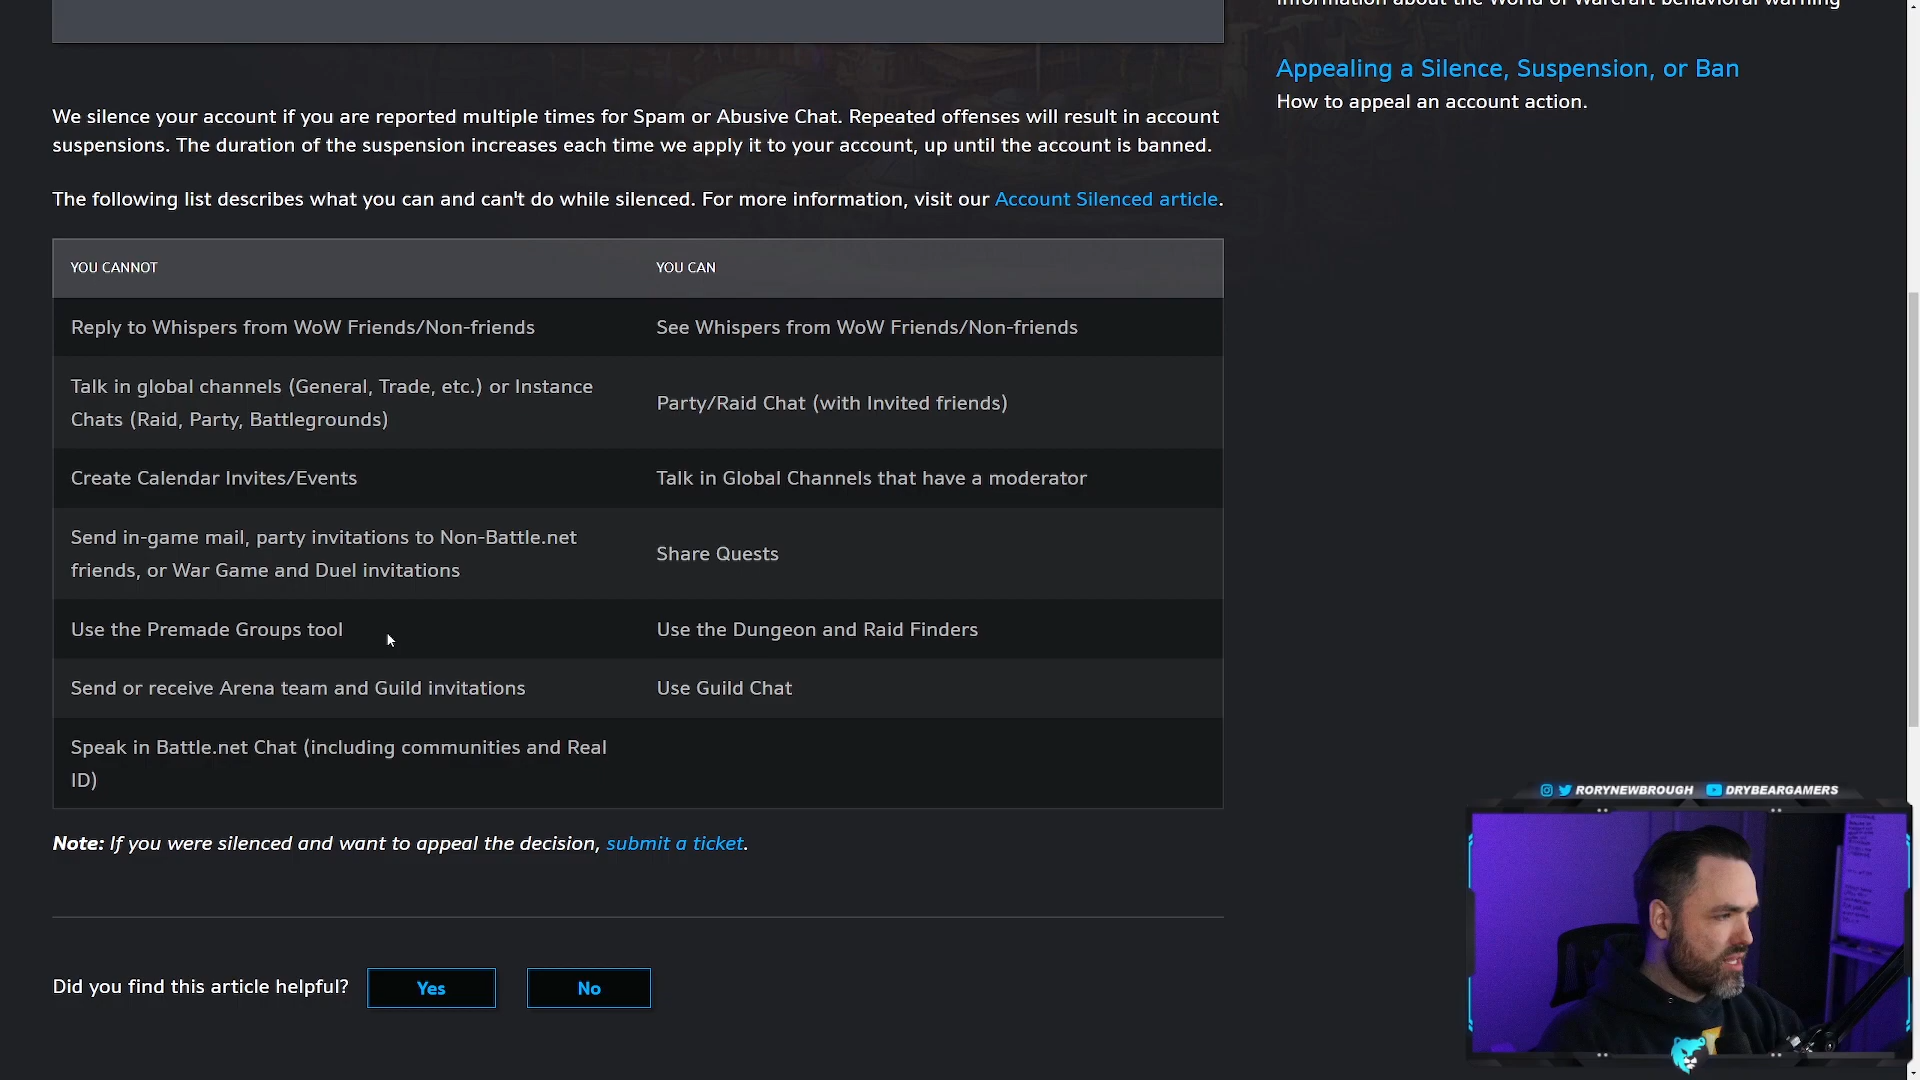 information about the World of Warcraft behavioral warning
Appealing a Silence, Suspension, or Ban
How to appeal an account action.
We silence your account if you are reported multiple times for Spam or Abusive Chat. Repeated offenses will result in account
suspensions. The duration of the suspension increases each time we apply it to your account, up until the account is banned.
The following list describes what you can and can't do while silenced. For more information, visit our Account Silenced article.
YOU CANNOT
YOU CAN
Reply to Whispers from WoW Friends/Non-friends
See Whispers from WoW Friends/Non-friends
Talk in global channels (General, Trade, etc.) or Instance
Chats (Raid, Party, Battlegrounds)
Party/Raid Chat (with Invited friends)
Create Calendar Invites/Events
Talk in Global Channels that have a moderator
Send in-game mail, party invitations to Non-Battle.net
friends, or War Game and Duel invitations
Share Quests
Use the Premade Groups tool
Use the Dungeon and Raid Finders
Send or receive Arena team and Guild invitations
Use Guild Chat
Speak in Battle.net Chat (including communities and Real
ID)
Note: If you were silenced and want to appeal the decision, submit a ticket.
Did you find this article helpful?
Yes
No
RORYNEWBROUGH
DRYBEARGAMERS